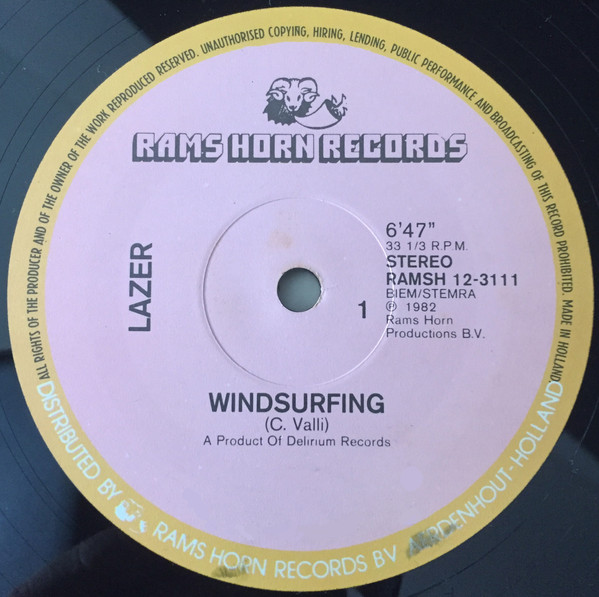 ALL RIGHTS OF THE PRODUCER AND OF THE OWNER OF THE WORK REPRODUCED RESERVED. UNAUTHORISED COPYING, HIRING, LENDING, PUBLIC PERFORMANCE AND BROADCASTING OF THIS RECORD PROHIBITED. MADE IN HOLLAND
RAMS HORN RECORDS
LAZER
6'47"
33 1/3 R.P.M.
STEREO
RAMSH 12-3111
BIEM/STEMRA
1
℗ 1982
Rams Horn
Productions B.V.
WINDSURFING
(C. Valli)
A Product Of Delirium Records
DISTRIBUTED BY RAMS HORN RECORDS BV - HOLLAND